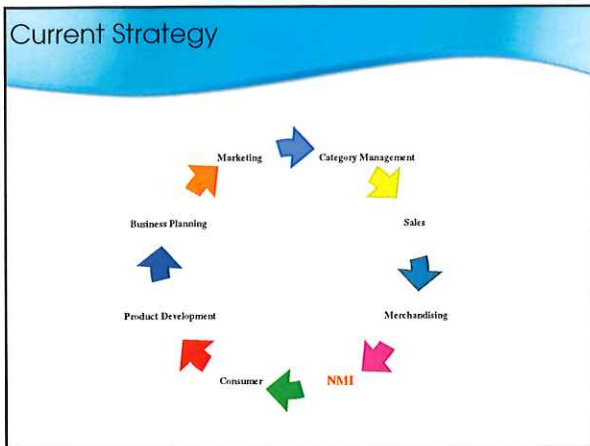 Current Strategy
Marketing
Category Management
Business Planning
Sales
Product Development
Merchandising
Consumer
NMI